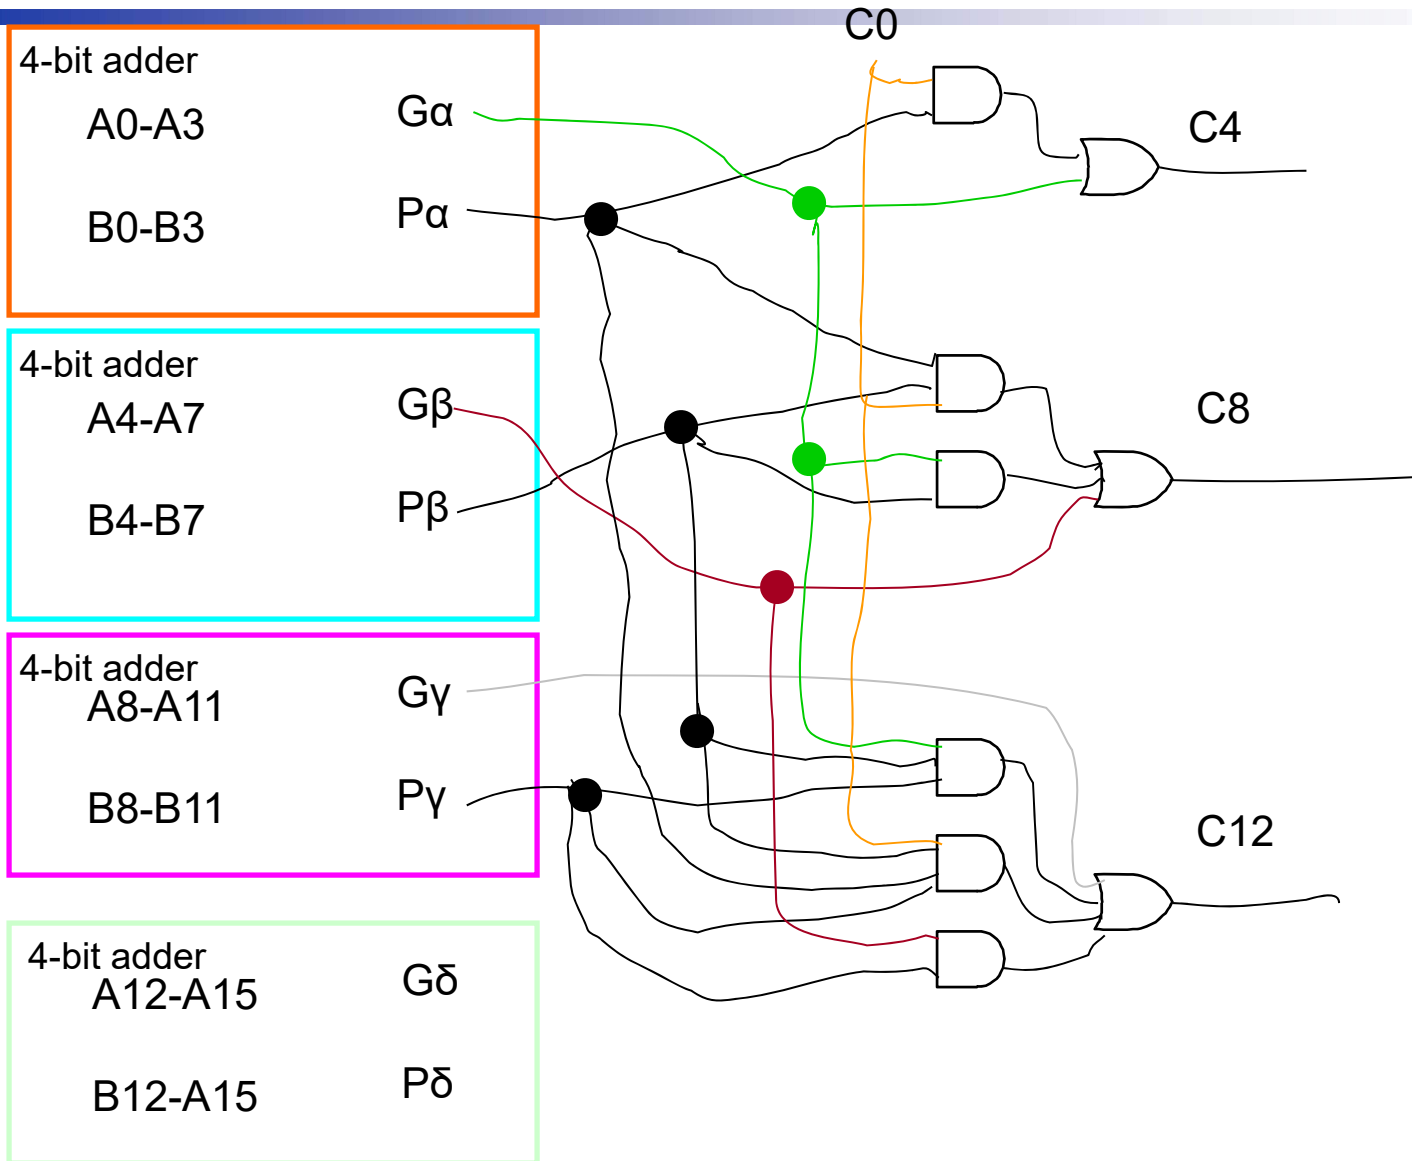 C0
4-bit adder
A0-A3
Gα
B0-B3
Pα
C4
4-bit adder
A4-A7
Gβ
B4-B7
Pβ
C8
4-bit adder
A8-A11
Gγ
B8-B11
Pγ
C12
4-bit adder
A12-A15
Gδ
B12-A15
Pδ